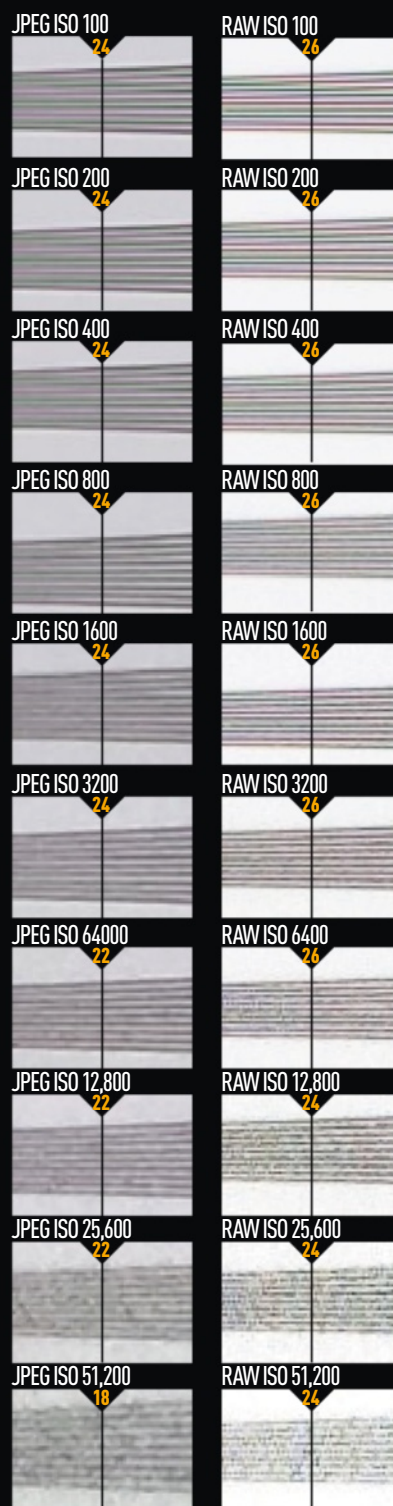 JPEG ISO 100
24
RAW ISO 100
26
JPEG ISO 200
24
RAW ISO 200
26
JPEG ISO 400
24
RAW ISO 400
26
JPEG ISO 800
24
RAW ISO 800
26
JPEG ISO 1600
24
RAW ISO 1600
26
JPEG ISO 3200
24
RAW ISO 3200
26
JPEG ISO 64000
22
RAW ISO 6400
26
JPEG ISO 12,800
22
RAW ISO 12,800
24
JPEG ISO 25,600
22
RAW ISO 25,600
24
JPEG ISO 51,200
18
RAW ISO 51,200
24